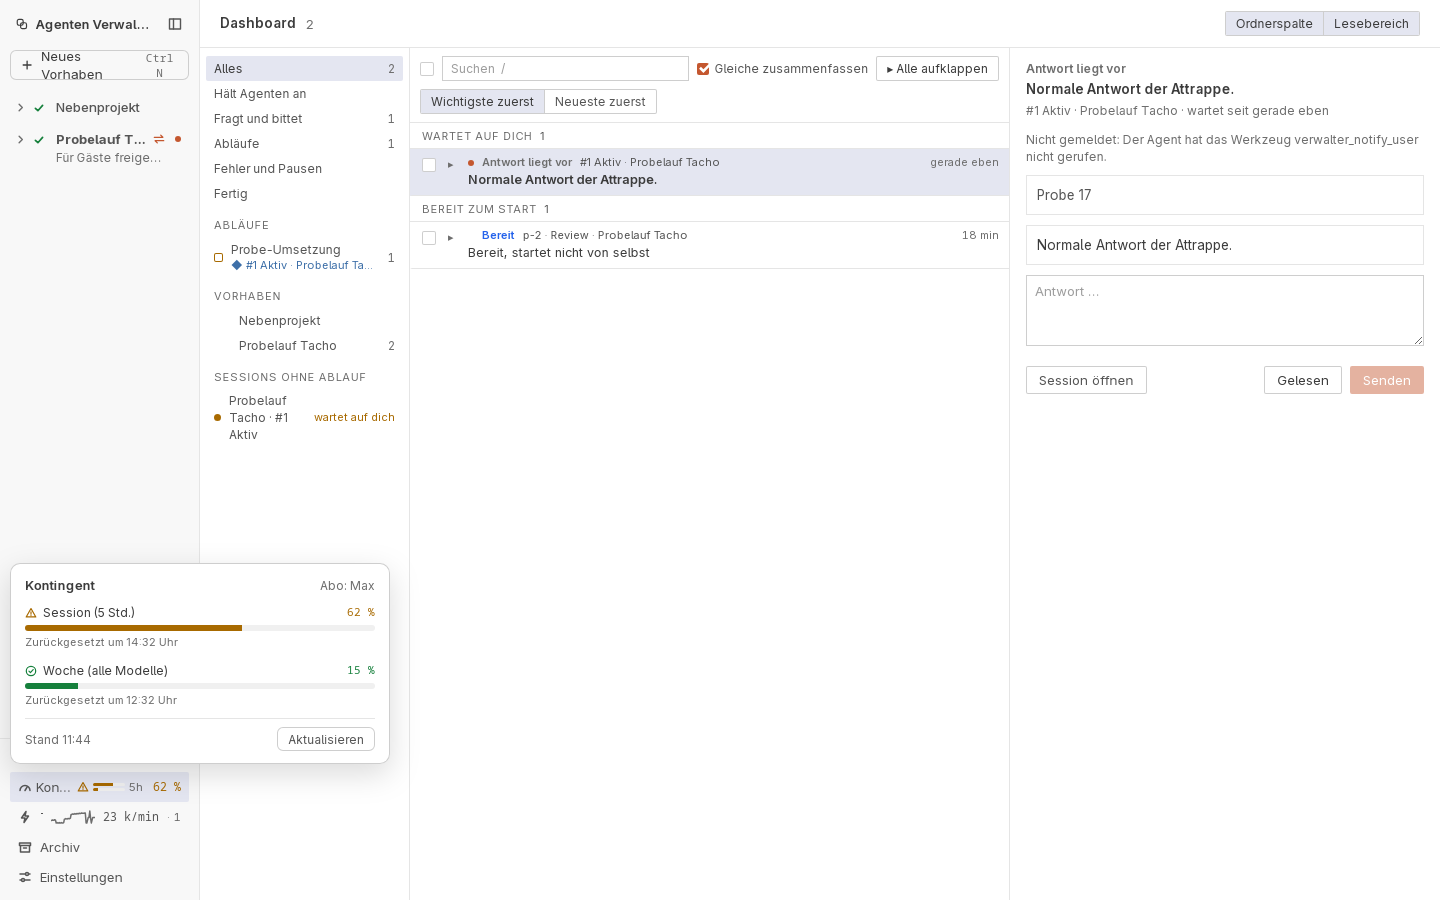 Agenten Verwal…
Neues Vorhaben
Ctrl N
Nebenprojekt
Probelauf T…
Für Gäste freige…
Dashboard 2
Ordnerspalte
Lesebereich
Alles 2
Hält Agenten an
Fragt und bittet 1
Abläufe 1
Fehler und Pausen
Fertig
ABLÄUFE
Probe-Umsetzung
#1 Aktiv · Probelauf Ta…
1
VORHABEN
Nebenprojekt
Probelauf Tacho 2
SESSIONS OHNE ABLAUF
Probelauf
Tacho · #1
Aktiv
wartet auf dich
Suchen /
Gleiche zusammenfassen
▸ Alle aufklappen
Wichtigste zuerst
Neueste zuerst
WARTET AUF DICH 1
Antwort liegt vor #1 Aktiv · Probelauf Tacho gerade eben
Normale Antwort der Attrappe.
BEREIT ZUM START 1
Bereit p-2 · Review · Probelauf Tacho 18 min
Bereit, startet nicht von selbst
Antwort liegt vor
Normale Antwort der Attrappe.
#1 Aktiv · Probelauf Tacho · wartet seit gerade eben
Nicht gemeldet: Der Agent hat das Werkzeug verwalter_notify_user
nicht gerufen.
Probe 17
Normale Antwort der Attrappe.
Antwort …
Session öffnen
Gelesen
Senden
Kontingent Abo: Max
Session (5 Std.) 62 %
Zurückgesetzt um 14:32 Uhr
Woche (alle Modelle) 15 %
Zurückgesetzt um 12:32 Uhr
Stand 11:44
Aktualisieren
Kon… 5h 62 %
23 k/min · 1
Archiv
Einstellungen